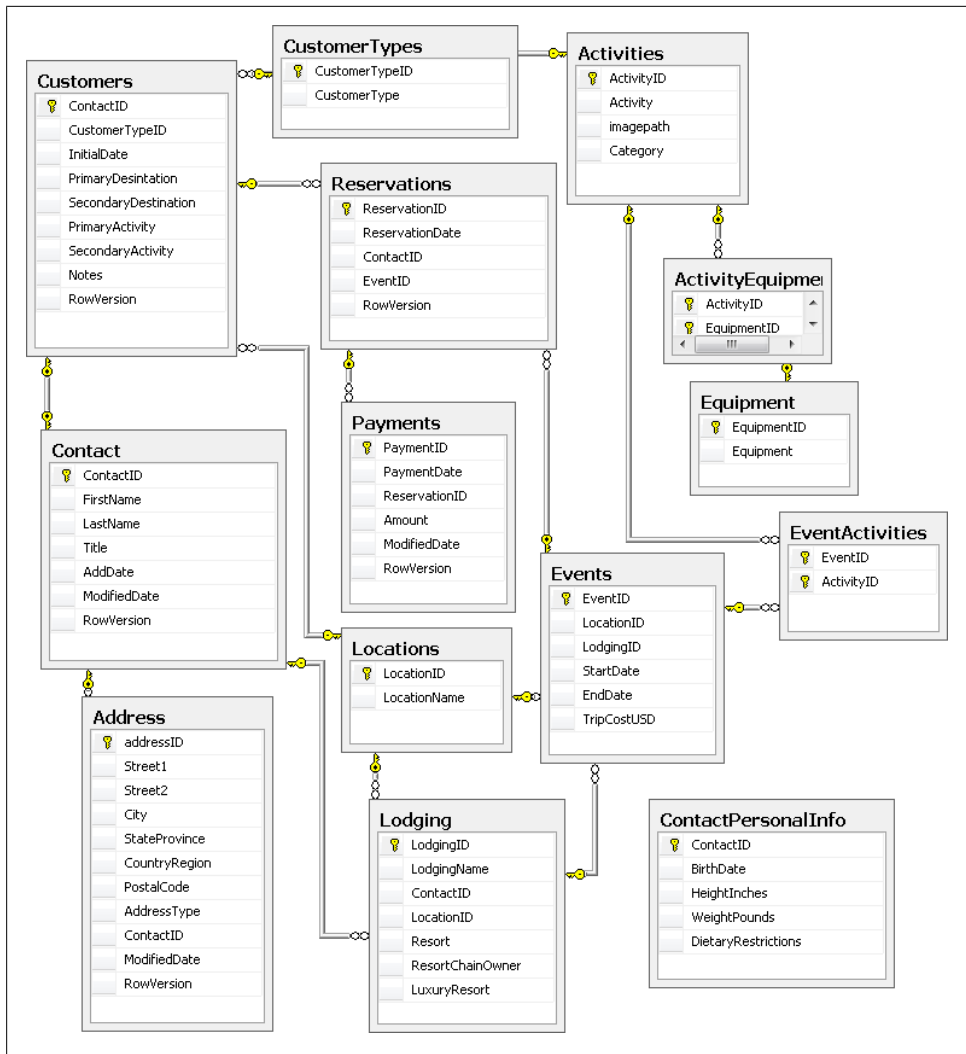 CustomerTypes
CustomerTypeID
CustomerType
Activities
ActivityID
Activity
imagepath
Category
Customers
ContactID
CustomerTypeID
InitialDate
PrimaryDesintation
SecondaryDestination
PrimaryActivity
SecondaryActivity
Notes
RowVersion
Reservations
ReservationID
ReservationDate
ContactID
EventID
RowVersion
ActivityEquipmen
ActivityID
EquipmentID
Equipment
EquipmentID
Equipment
Payments
PaymentID
PaymentDate
ReservationID
Amount
ModifiedDate
RowVersion
Contact
ContactID
FirstName
LastName
Title
AddDate
ModifiedDate
RowVersion
EventActivities
EventID
ActivityID
Events
EventID
LocationID
LodgingID
StartDate
EndDate
TripCostUSD
Locations
LocationID
LocationName
Address
addressID
Street1
Street2
City
StateProvince
CountryRegion
PostalCode
AddressType
ContactID
ModifiedDate
RowVersion
Lodging
LodgingID
LodgingName
ContactID
LocationID
Resort
ResortChainOwner
LuxuryResort
ContactPersonalInfo
ContactID
BirthDate
HeightInches
WeightPounds
DietaryRestrictions